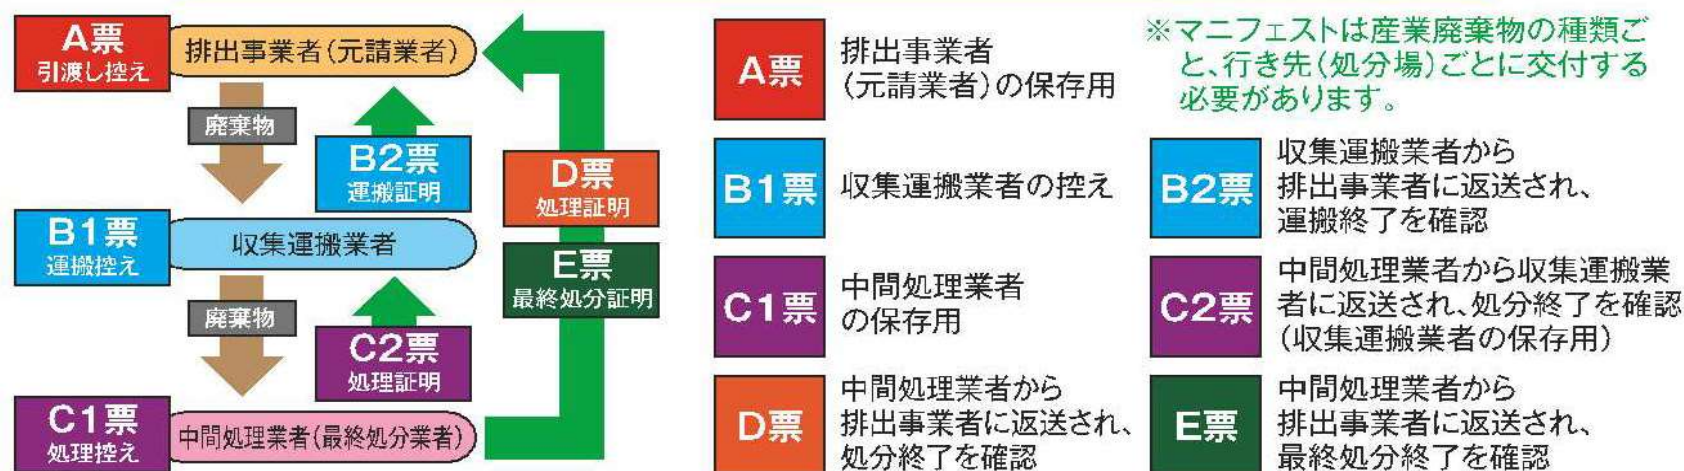 A票
引渡し控え
排出事業者(元請業者)
廃棄物
B2票
運搬証明
D票
処理証明
B1票
運搬控え
収集運搬業者
E票
最終処分証明
廃棄物
C2票
処理証明
C1票
処理控え
中間処理業者(最終処分業者)
A票
排出事業者
(元請業者)の保存用
※マニフェストは産業廃棄物の種類ご
と、行き先(処分場)ごとに交付する
必要があります。
B1票
収集運搬業者の控え
B2票
収集運搬業者から
排出事業者に返送され、
運搬終了を確認
C1票
中間処理業者
の保存用
C2票
中間処理業者から収集運搬業
者に返送され、処分終了を確認
(収集運搬業者の保存用)
D票
中間処理業者から
排出事業者に返送され、
処分終了を確認
E票
中間処理業者から
排出事業者に返送され、
最終処分終了を確認